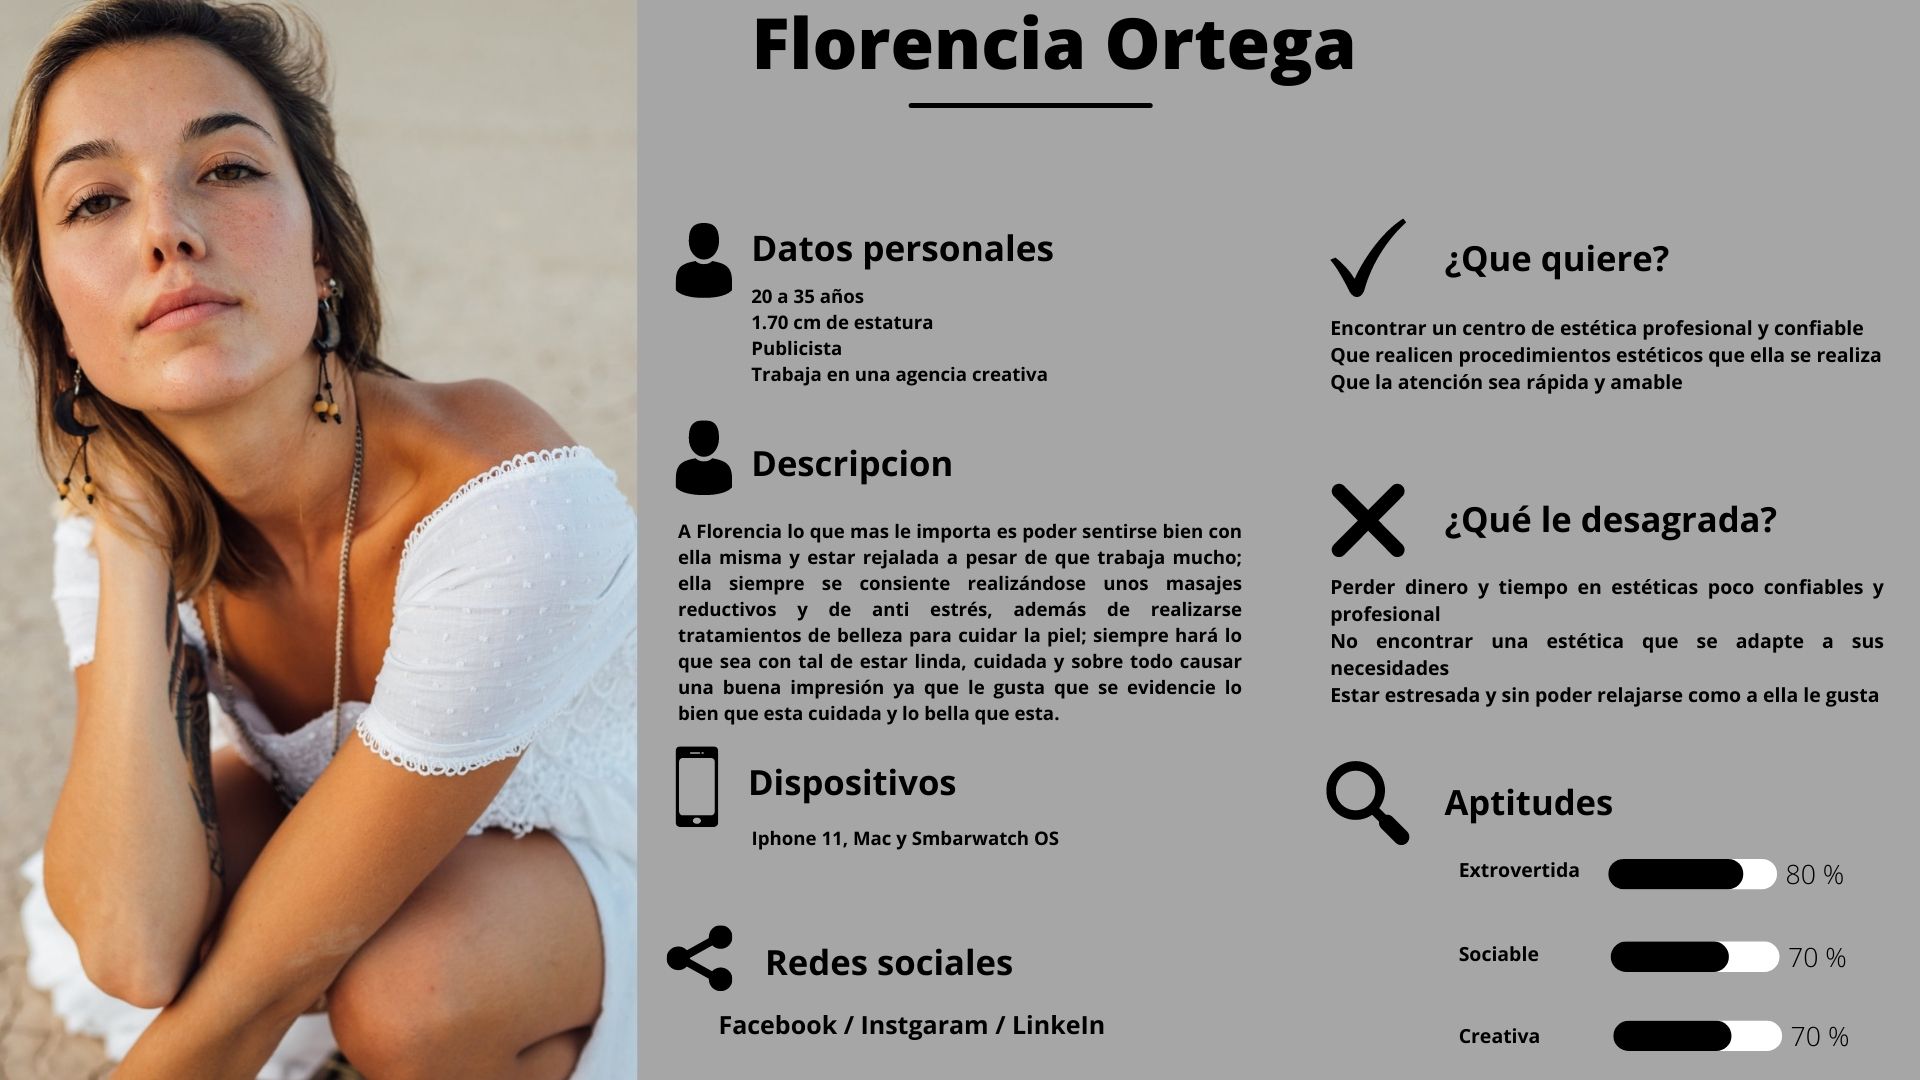 Florencia Ortega
Datos personales
20 a 35 años
1.70 cm de estatura
Publicista
Trabaja en una agencia creativa
Descripcion
A Florencia lo que mas le importa es poder sentirse bien con
ella misma y estar rejalada a pesar de que trabaja mucho;
ella siempre se consiente realizándose unos masajes
reductivos y de anti estrés, además de realizarse
tratamientos de belleza para cuidar la piel; siempre hará lo
que sea con tal de estar linda, cuidada y sobre todo causar
una buena impresión ya que le gusta que se evidencie lo
bien que esta cuidada y lo bella que esta.
Dispositivos
Iphone 11, Mac y Smbarwatch OS
Redes sociales
Facebook / Instgaram / LinkeIn
¿Que quiere?
Encontrar un centro de estética profesional y confiable
Que realicen procedimientos estéticos que ella se realiza
Que la atención sea rápida y amable
¿Qué le desagrada?
Perder dinero y tiempo en estéticas poco confiables y
profesional
No encontrar una estética que se adapte a sus
necesidades
Estar estresada y sin poder relajarse como a ella le gusta
Aptitudes
Extrovertida 80 %
Sociable 70 %
Creativa 70 %